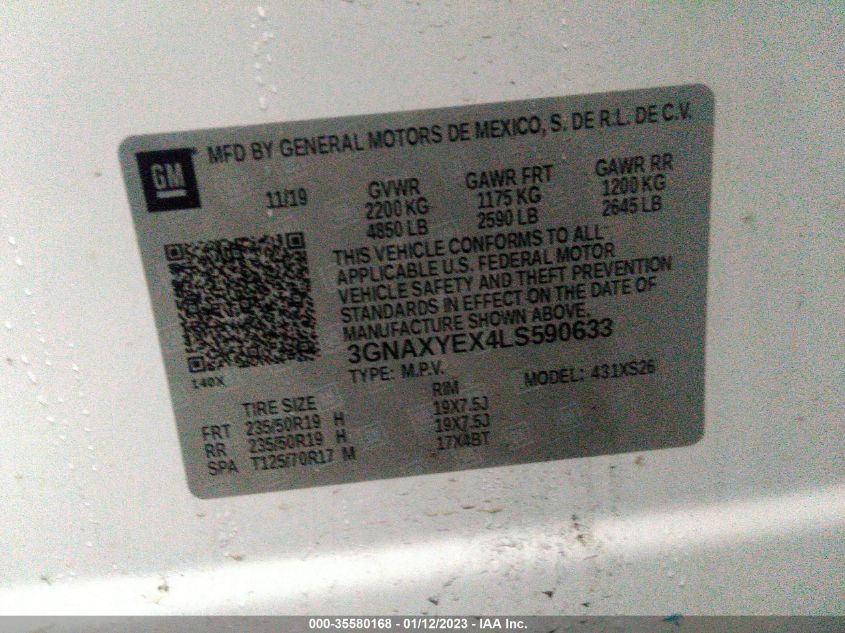 MFD BY GENERAL MOTORS DE MEXICO, S. DE R.L. DE C.V.
GM
11/19 GVWR GAWR FRT GAWR RR
2200 KG 1175 KG 1200 KG
4850 LB 2590 LB 2645 LB
THIS VEHICLE CONFORMS TO ALL
APPLICABLE U.S. FEDERAL MOTOR
VEHICLE SAFETY AND THEFT PREVENTION
STANDARDS IN EFFECT ON THE DATE OF
MANUFACTURE SHOWN ABOVE.
3GNAXYEX4LS590633
140X
TYPE: M.P.V. MODEL: 431XS26
TIRE SIZE RIM
FRT 235/50R19 H 19X7.5J
RR 235/50R19 H 19X7.5J
SPA T125/70R17 M 17X4BT
000-35580168 - 01/12/2023 - IAA Inc.